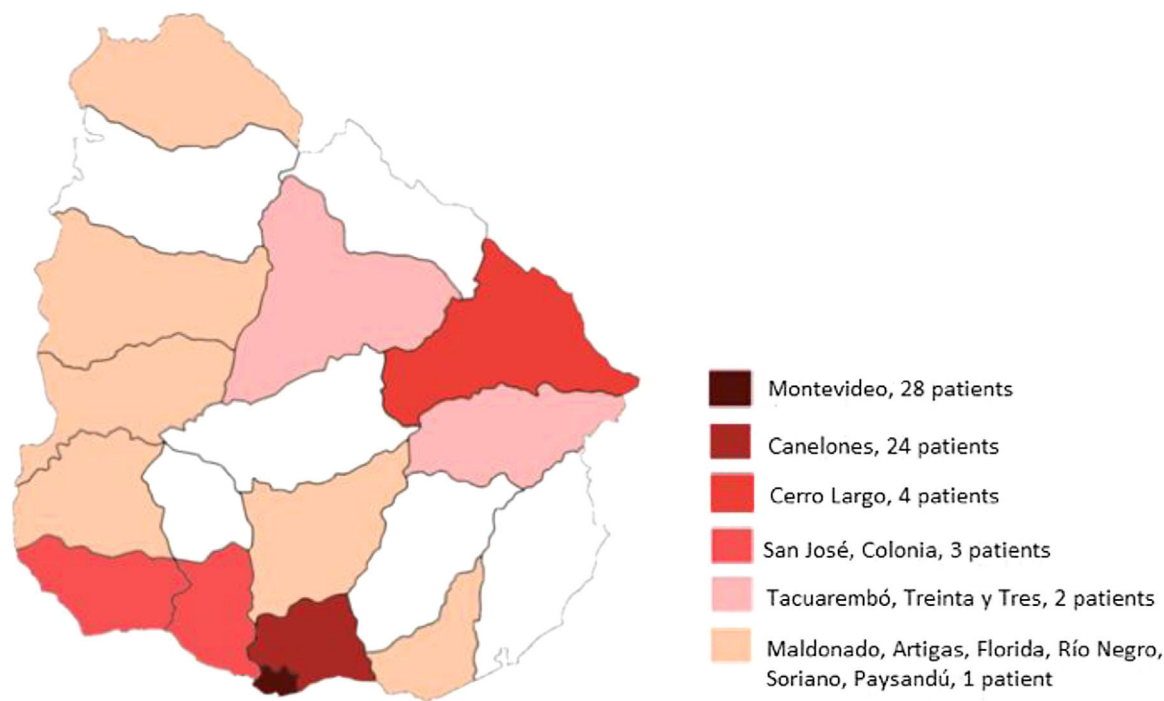 Montevideo, 28 patients
Canelones, 24 patients
Cerro Largo, 4 patients
San José, Colonia, 3 patients
Tacuarembó, Treinta y Tres, 2 patients
Maldonado, Artigas, Florida, Río Negro,
Soriano, Paysandú, 1 patient